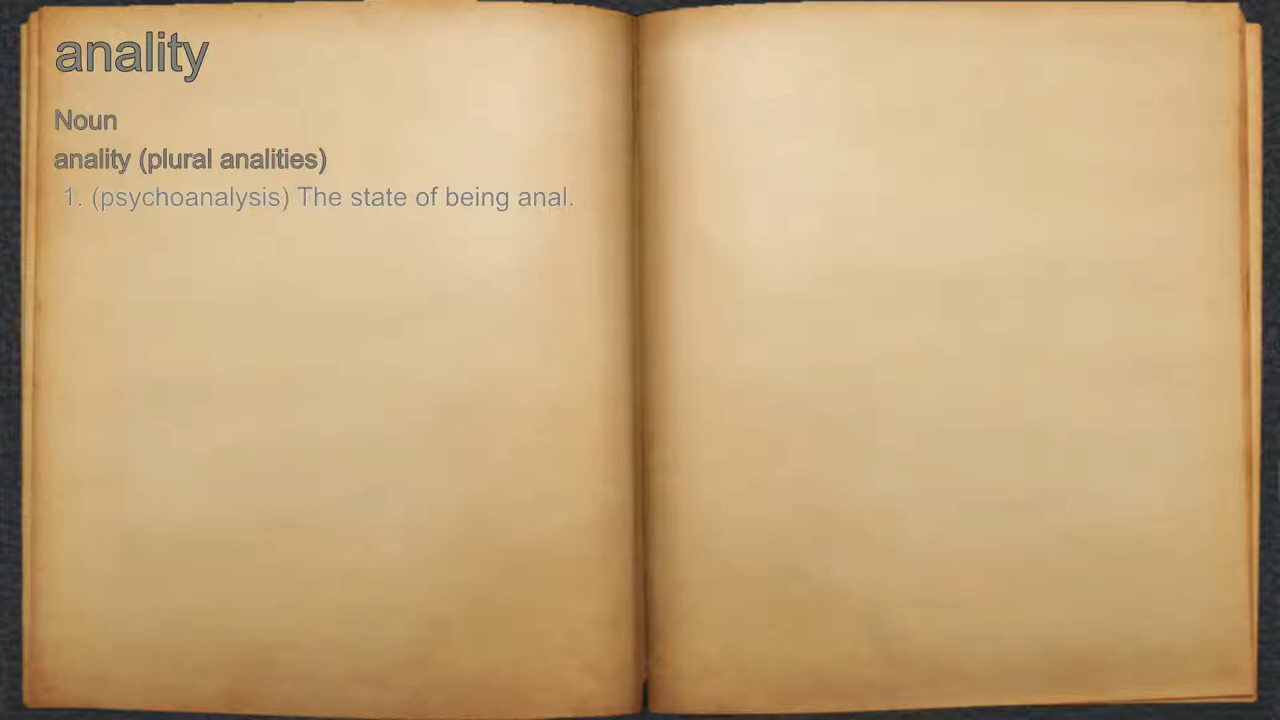 anality
Noun
anality (plural analities)
1. (psychoanalysis) The state of being anal.